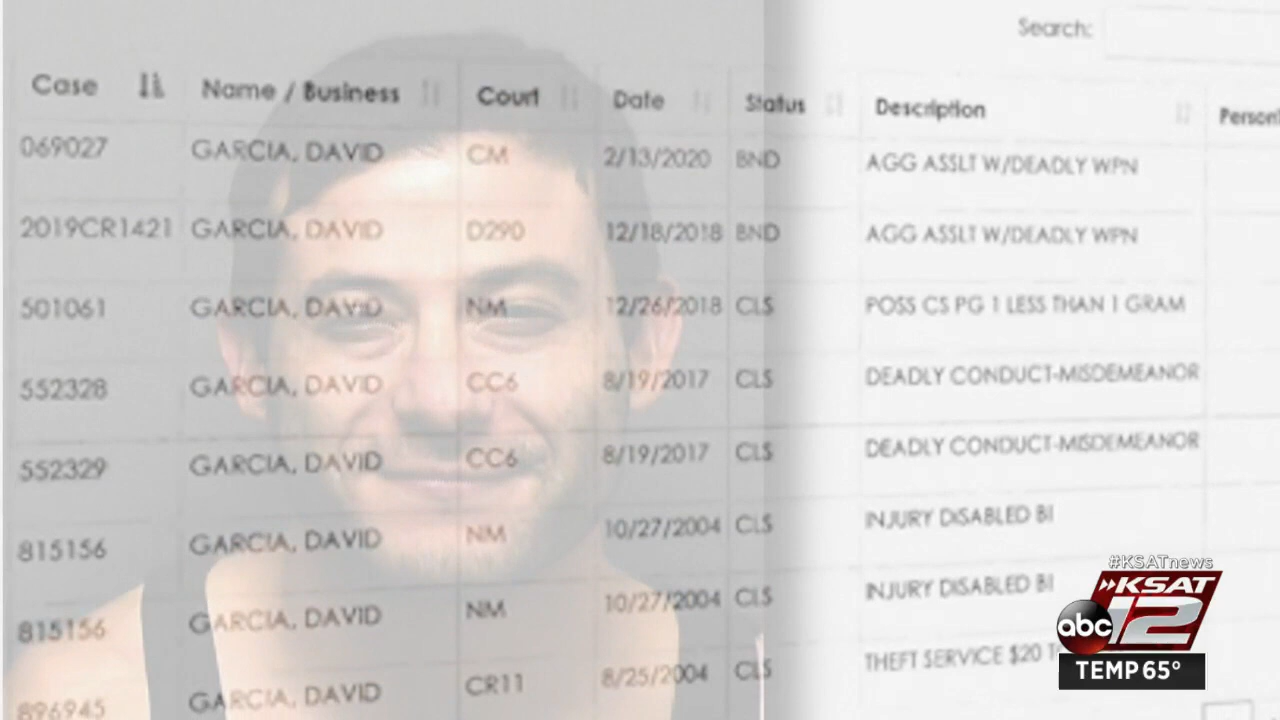 Search:
Case Name / Business Court Date Status Description Person
069027 GARCIA, DAVID CM 2/13/2020 BND AGG ASSLT W/DEADLY WPN
2019CR1421 GARCIA, DAVID D290 12/18/2018 BND AGG ASSLT W/DEADLY WPN
501061 GARCIA, DAVID NM 12/26/2018 CLS POSS CS PG 1 LESS THAN 1 GRAM
552328 GARCIA, DAVID CC6 8/19/2017 CLS DEADLY CONDUCT-MISDEMEANOR
552329 GARCIA, DAVID CC6 8/19/2017 CLS DEADLY CONDUCT-MISDEMEANOR
815156 GARCIA, DAVID NM 10/27/2004 CLS INJURY DISABLED BI
815156 GARCIA, DAVID NM 10/27/2004 CLS INJURY DISABLED BI
896945 GARCIA, DAVID CR11 8/25/2004 CLS THEFT SERVICE $20
#KSATnews
KSAT
abc 12
TEMP 65°